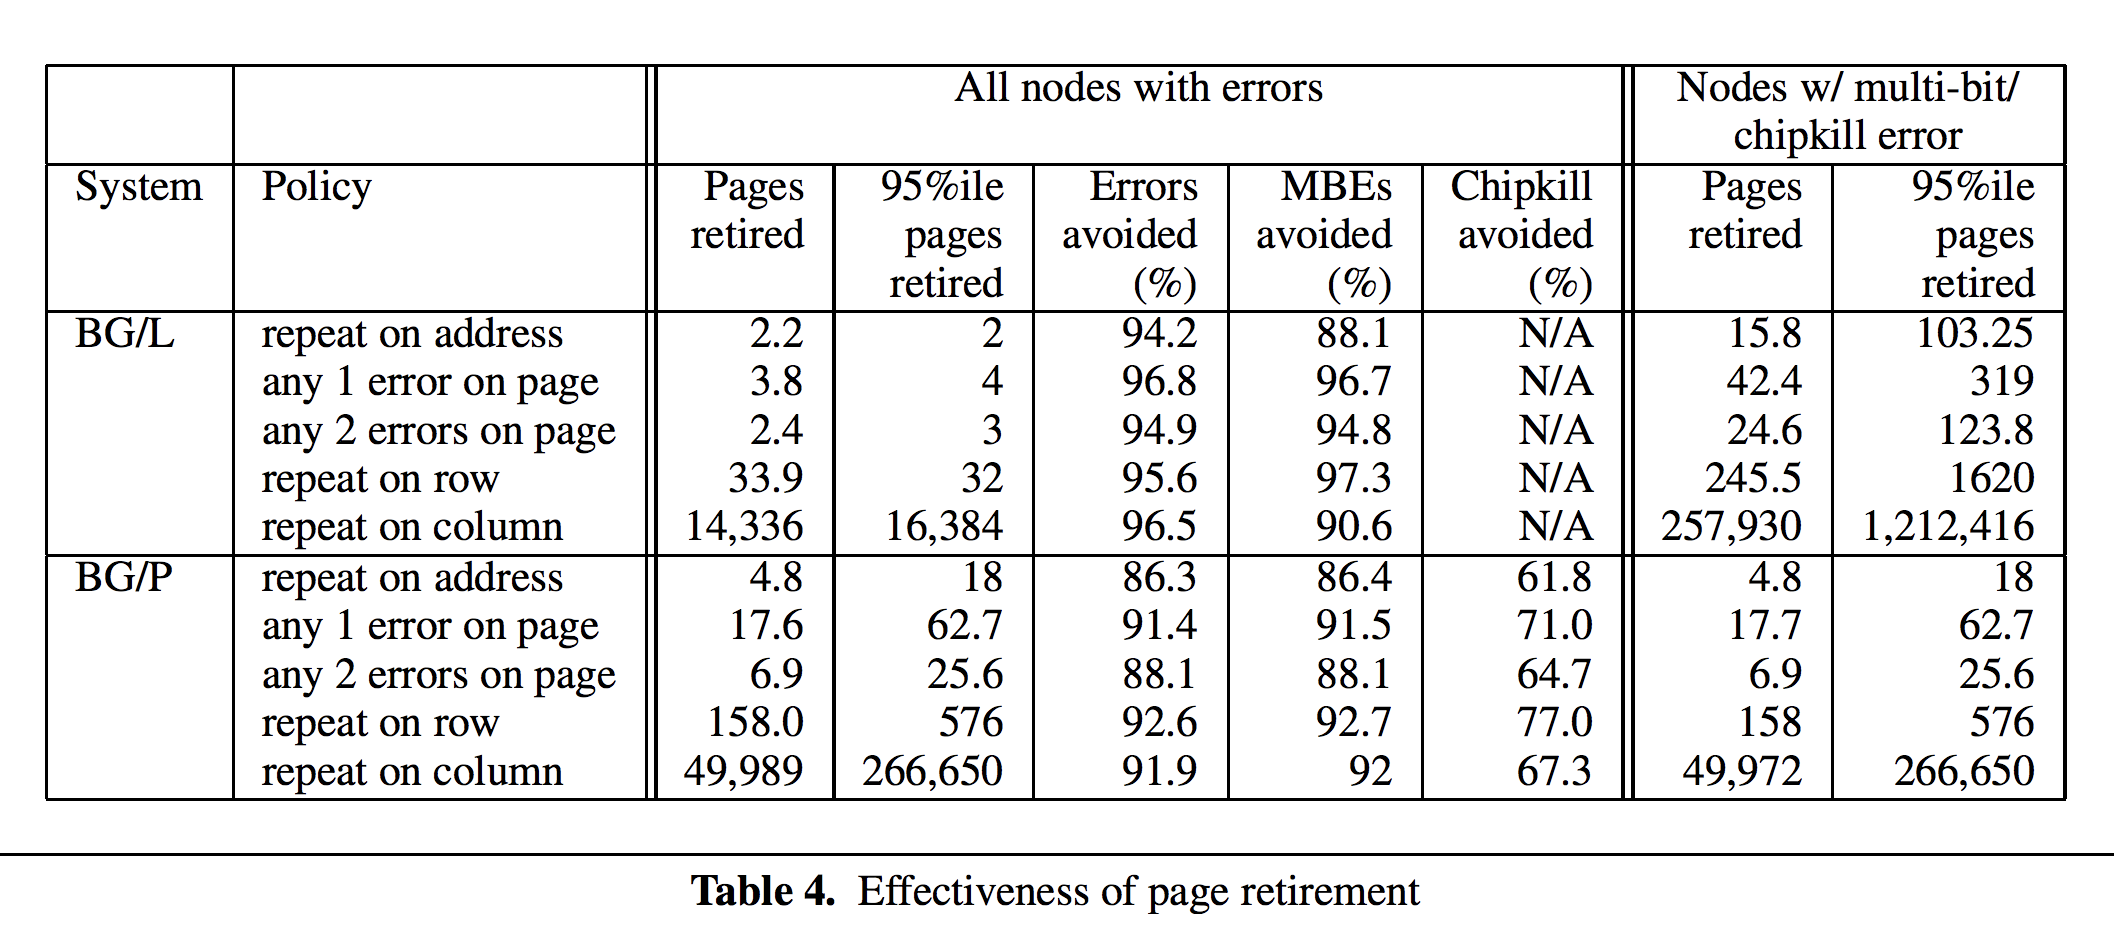 All nodes with errors Nodes w/ multi-bit/
chipkill error
System Policy Pages 95%ile Errors MBEs Chipkill Pages 95%ile
retired pages avoided avoided avoided retired pages
retired (%) (%) (%) retired
BG/L repeat on address 2.2 2 94.2 88.1 N/A 15.8 103.25
any 1 error on page 3.8 4 96.8 96.7 N/A 42.4 319
any 2 errors on page 2.4 3 94.9 94.8 N/A 24.6 123.8
repeat on row 33.9 32 95.6 97.3 N/A 245.5 1620
repeat on column 14,336 16,384 96.5 90.6 N/A 257,930 1,212,416
BG/P repeat on address 4.8 18 86.3 86.4 61.8 4.8 18
any 1 error on page 17.6 62.7 91.4 91.5 71.0 17.7 62.7
any 2 errors on page 6.9 25.6 88.1 88.1 64.7 6.9 25.6
repeat on row 158.0 576 92.6 92.7 77.0 158 576
repeat on column 49,989 266,650 91.9 92 67.3 49,972 266,650
Table 4. Effectiveness of page retirement